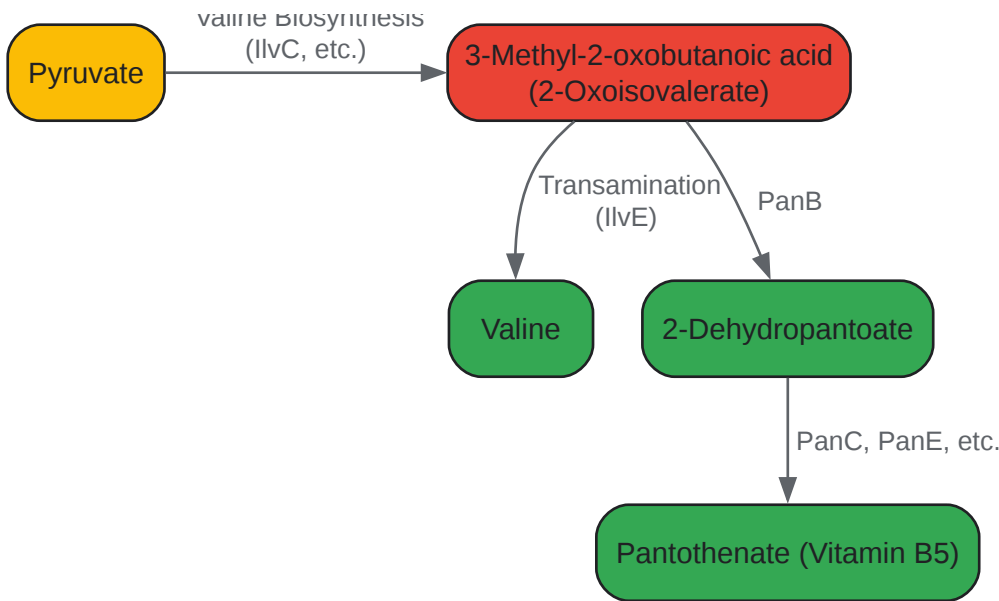 Valine Biosynthesis
(IlvC, etc.)
Pyruvate
3-Methyl-2-oxobutanoic acid
(2-Oxoisovalerate)
Transamination
(IlvE)
PanB
Valine
2-Dehydropantoate
PanC, PanE, etc.
Pantothenate (Vitamin B5)